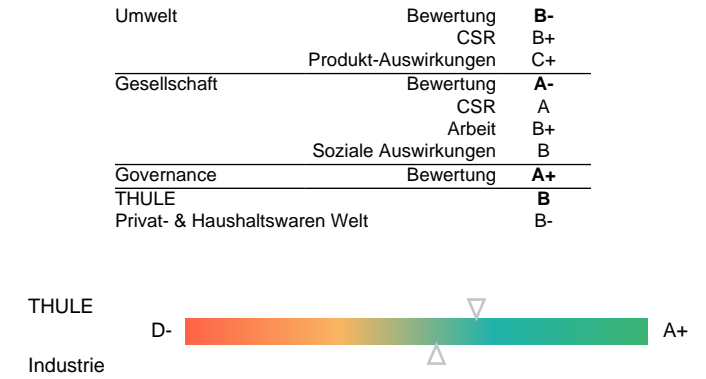 Umwelt Bewertung B-
CSR B+
Produkt-Auswirkungen C+
Gesellschaft Bewertung A-
CSR A
Arbeit B+
Soziale Auswirkungen B
Governance Bewertung A+
THULE B
Privat- & Haushaltswaren Welt B-
THULE
D- A+
Industrie